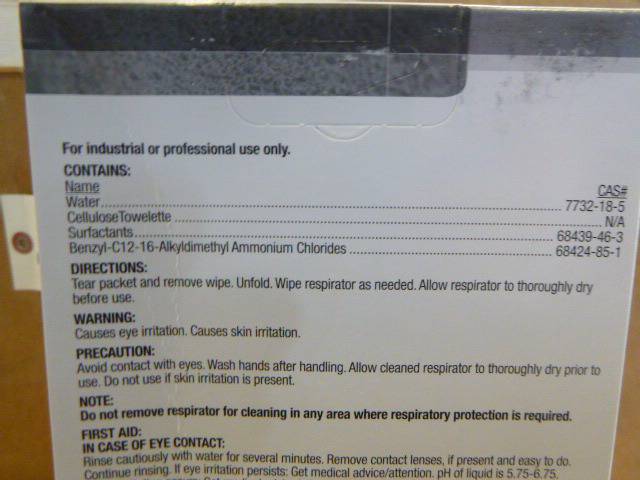 For industrial or professional use only.
CONTAINS:
Name CAS#
Water 7732-18-5
Cellulose Towelette N/A
Surfactants 68439-46-3
Benzyl-C12-16-Alkyldimethyl Ammonium Chlorides 68424-85-1
DIRECTIONS:
Tear packet and remove wipe. Unfold. Wipe respirator as needed. Allow respirator to thoroughly dry
before use.
WARNING:
Causes eye irritation. Causes skin irritation.
PRECAUTION:
Avoid contact with eyes. Wash hands after handling. Allow cleaned respirator to thoroughly dry prior to
use. Do not use if skin irritation is present.
NOTE:
Do not remove respirator for cleaning in any area where respiratory protection is required.
FIRST AID:
IN CASE OF EYE CONTACT:
Rinse cautiously with water for several minutes. Remove contact lenses, if present and easy to do.
Continue rinsing. If eye irritation persists: Get medical advice/attention. pH of liquid is 5.75-6.75.